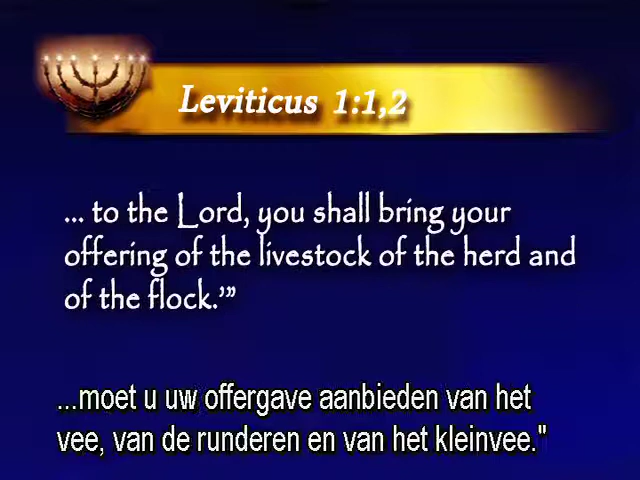 Leviticus 1:1,2
... to the Lord, you shall bring your
offering of the livestock of the herd and
of the flock.’”
...moet u uw offergave aanbieden van het
vee, van de runderen en van het kleinvee."